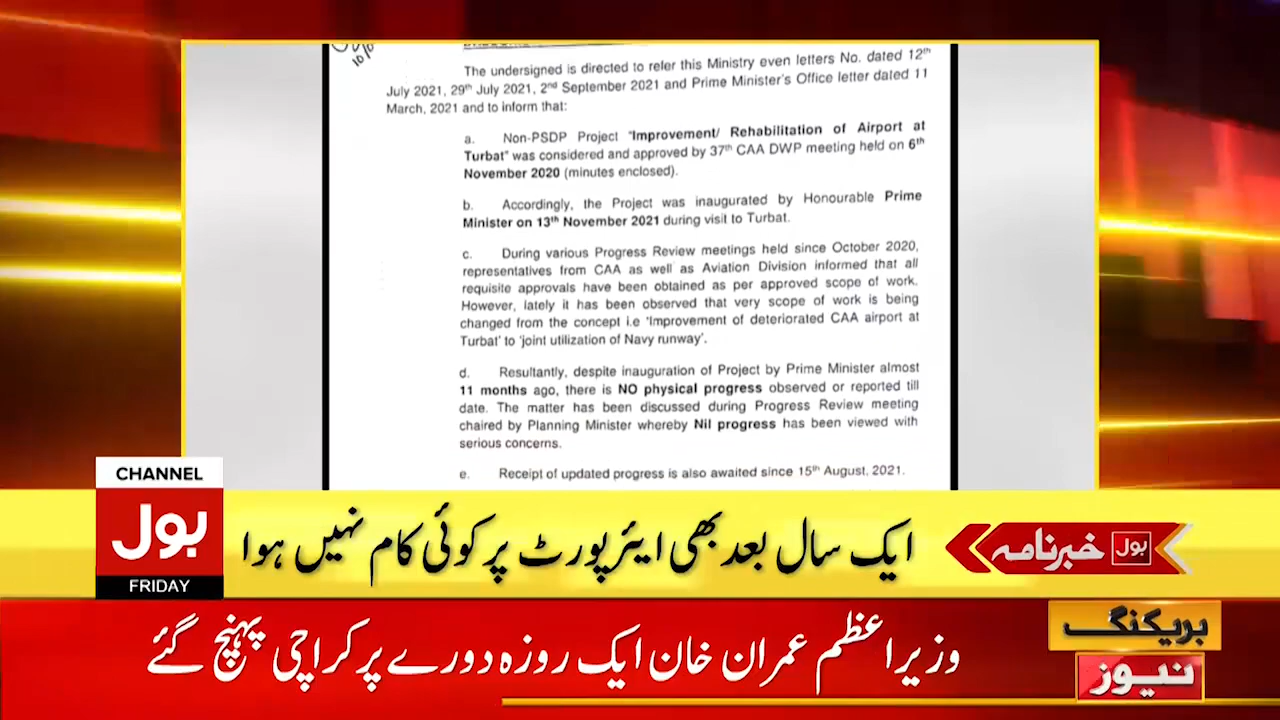 10/0
The undersigned is directed to refer this Ministry even letters No. dated 12th
July 2021, 29th July 2021, 2nd September 2021 and Prime Minister's Office letter dated 11
March, 2021 and to inform that:
a. Non-PSDP Project "Improvement/ Rehabilitation of Airport at
Turbat" was considered and approved by 37th CAA DWP meeting held on 6th
November 2020 (minutes enclosed).
b. Accordingly, the Project was inaugurated by Honourable Prime
Minister on 13th November 2021 during visit to Turbat.
c. During various Progress Review meetings held since October 2020,
representatives from CAA as well as Aviation Division informed that all
requisite approvals have been obtained as per approved scope of work.
However, lately it has been observed that very scope of work is being
changed from the concept i.e 'Improvement of deteriorated CAA airport at
Turbat' to 'joint utilization of Navy runway'.
d. Resultantly, despite inauguration of Project by Prime Minister almost
11 months ago, there is NO physical progress observed or reported till
date. The matter has been discussed during Progress Review meeting
chaired by Planning Minister whereby Nil progress has been viewed with
serious concerns.
e. Receipt of updated progress is also awaited since 15th August, 2021.
CHANNEL
بول
FRIDAY
بول خبرنامہ
ایک سال بعد بھی ایئرپورٹ پر کوئی کام نہیں ہوا
بریکنگ
نیوز
وزیراعظم عمران خان ایک روزہ دورے پر کراچی پہنچ گئے